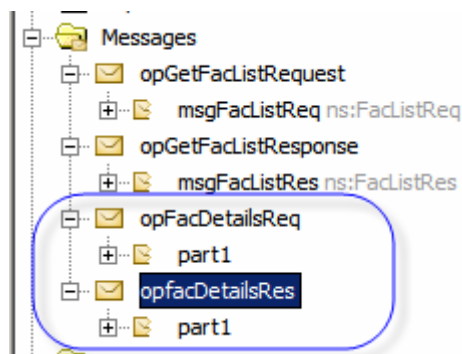 Messages
opGetFacListRequest
msgFacListReq ns:FacListReq
opGetFacListResponse
msgFacListRes ns:FacListRes
opFacDetailsReq
part1
opfacDetailsRes
part1